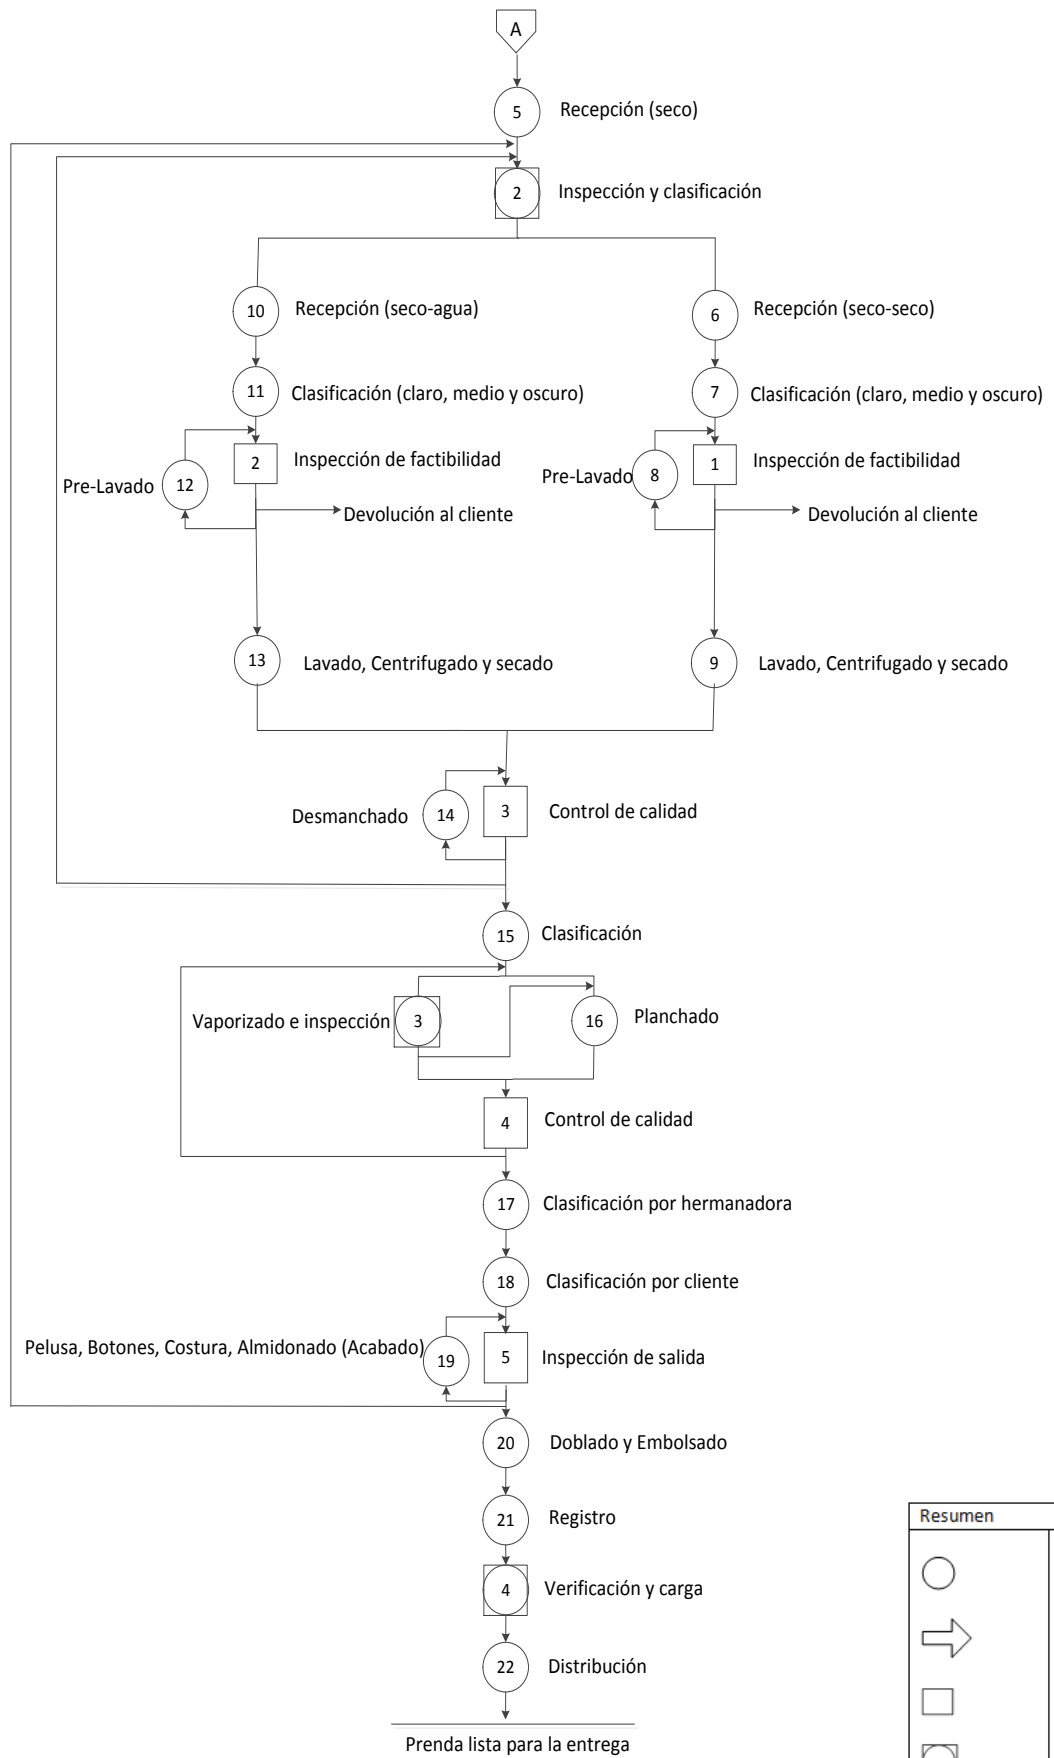 A
5 Recepción (seco)
2 Inspección y clasificación
10 Recepción (seco-agua)
6 Recepción (seco-seco)
11 Clasificación (claro, medio y oscuro)
7 Clasificación (claro, medio y oscuro)
2 Inspección de factibilidad
1 Inspección de factibilidad
Pre-Lavado 12
Pre-Lavado 8
Devolución al cliente
Devolución al cliente
13 Lavado, Centrifugado y secado
9 Lavado, Centrifugado y secado
Desmanchado 14
3 Control de calidad
15 Clasificación
Vaporizado e inspección 3
16 Planchado
4 Control de calidad
17 Clasificación por hermanadora
18 Clasificación por cliente
Pelusa, Botones, Costura, Almidonado (Acabado) 19
5 Inspección de salida
20 Doblado y Embolsado
21 Registro
4 Verificación y carga
22 Distribución
Prenda lista para la entrega
Resumen